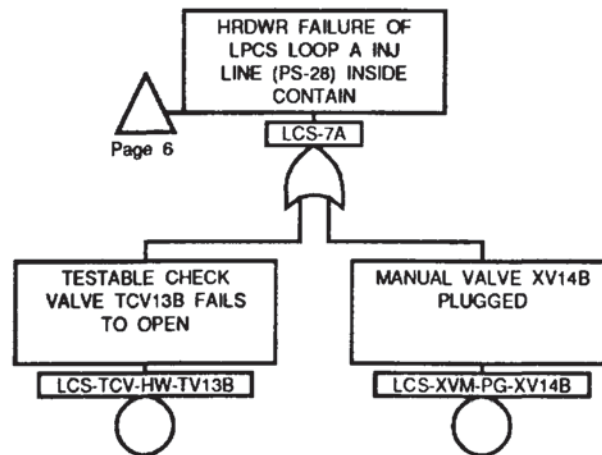 HRDWR FAILURE OF
LPCS LOOP A INJ
LINE (PS-28) INSIDE
CONTAIN
Page 6
LCS-7A
TESTABLE CHECK
VALVE TCV13B FAILS
TO OPEN
MANUAL VALVE XV14B
PLUGGED
LCS-TCV-HW-TV13B
LCS-XVM-PG-XV14B